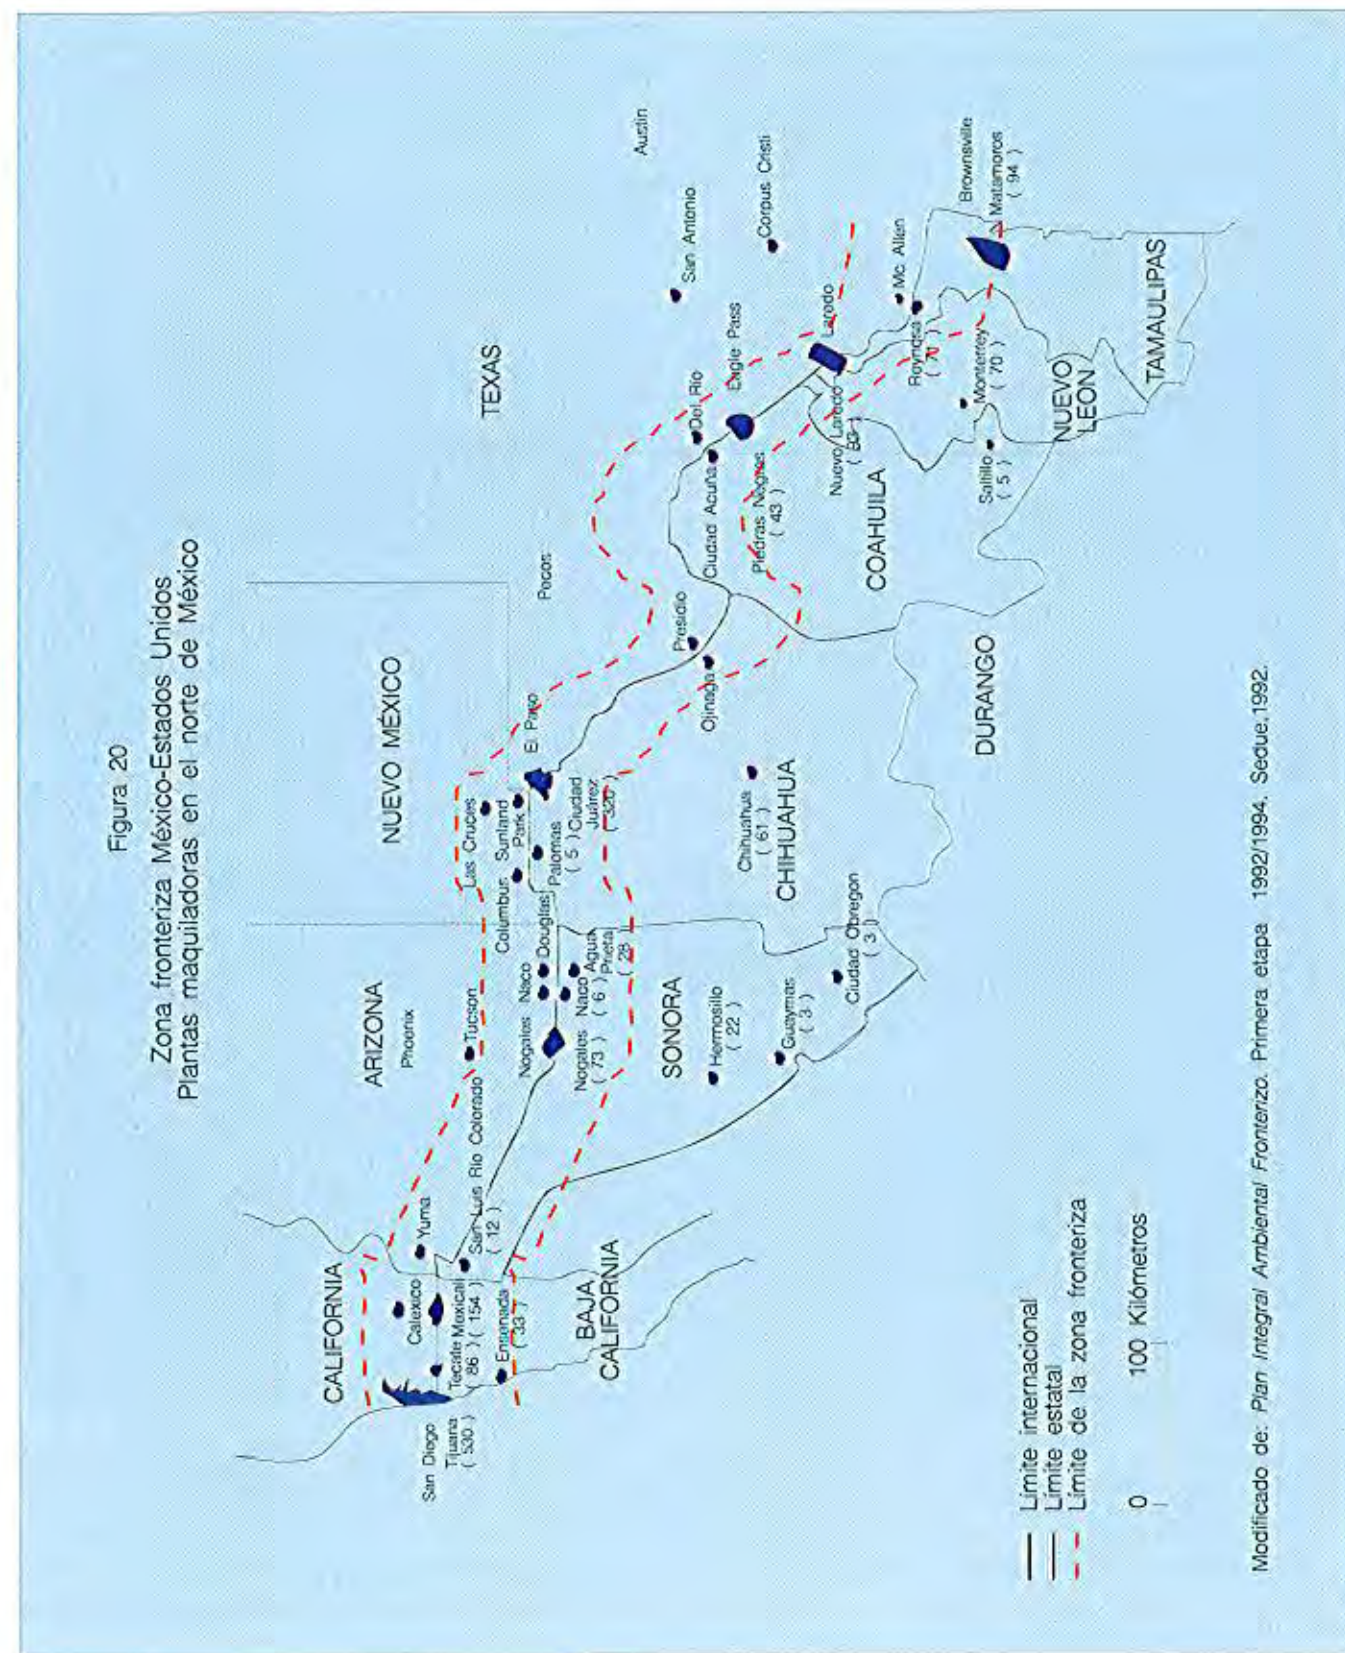 Figura 20
Zona fronteriza México-Estados Unidos
Plantas maquiladoras en el norte de México
CALIFORNIA
ARIZONA
NUEVO MÉXICO
TEXAS
Phoenix
Pecos
Austin
San Antonio
Corpus Cristi
San Diego
Tijuana
( 530 )
Calexico
Yuma
Tecate
( 86 )
Mexicali
( 154 )
San Luis Río Colorado
( 12 )
Ensenada
( 33 )
BAJA
CALIFORNIA
Tucson
Nogales
Naco
Douglas
Nogales
( 73 )
Naco
( 6 )
Agua
Prieta
( 28
Columbus
Las Cruces
Sunland
Park
El Paso
Palomas
( 5 )
Ciudad
Juárez
( 320 )
SONORA
Hermosillo
( 22 )
Guaymas
( 3 )
Ciudad Obregon
( 3 )
Chihuahua
( 61 )
CHIHUAHUA
Presidio
Ojinaga
DURANGO
Del Rio
Ciudad Acuña
Eagle Pass
Piedras Negras
( 43 )
Laredo
Nuevo Laredo
COAHUILA
Mc Allen
Reynosa
Monterrey
( 70 )
Saltillo
( 5 )
NUEVO
LEON
Brownsville
Matamoros
( 94 )
TAMAULIPAS
Límite internacional
Límite estatal
Límite de la zona fronteriza
0 100 Kilómetros
Modificado de: Plan Integral Ambiental Fronterizo. Primera etapa 1992/1994. Sedue,1992.